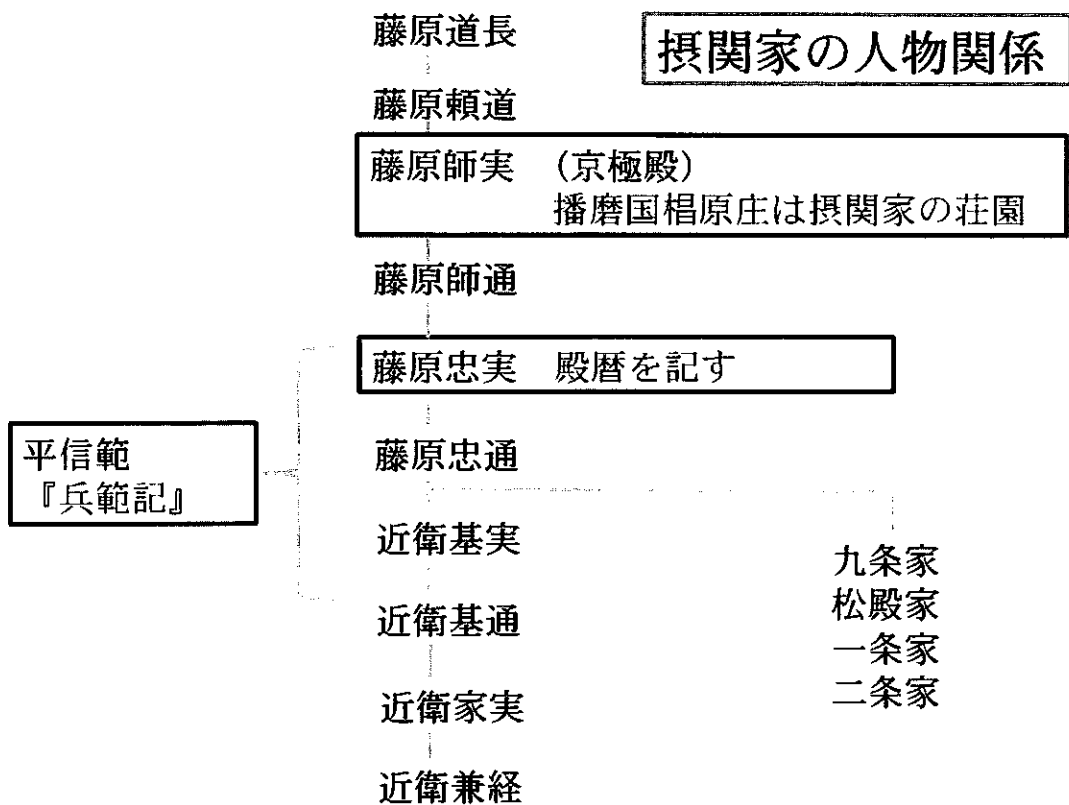 摂関家の人物関係
藤原道長
藤原頼道
藤原師実　（京極殿）
播磨国椙原庄は摂関家の荘園
藤原師通
藤原忠実　殿暦を記す
平信範
『兵範記』
藤原忠通
近衛基実
近衛基通
近衛家実
近衛兼経
九条家
松殿家
一条家
二条家